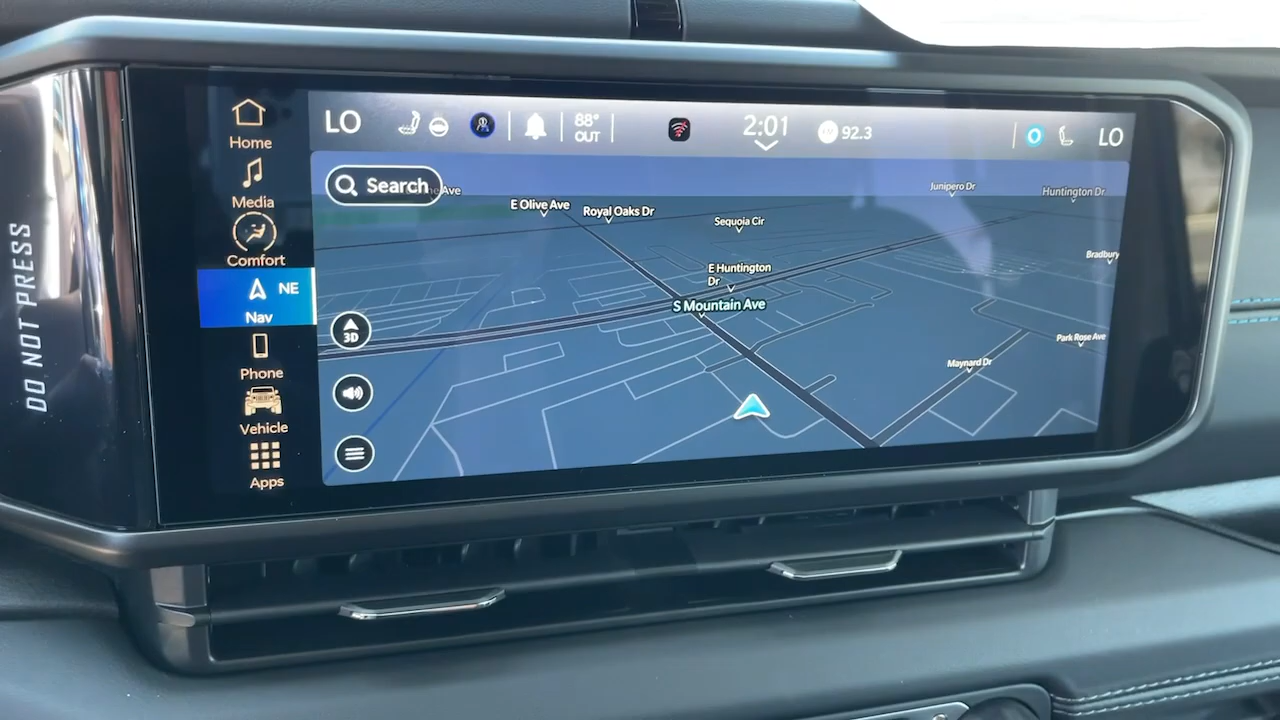 DO NOT PRESS
Home
Media
Comfort
NE
Nav
Phone
Vehicle
Apps
LO
88°
OUT
2:01
92.3
LO
Search
Ave
E Olive Ave
Royal Oaks Dr
Sequoia Cir
Junipero Dr
Huntington Dr
Bradbury
E Huntington
Dr
S Mountain Ave
Park Rose Ave
Maynard Dr
3D